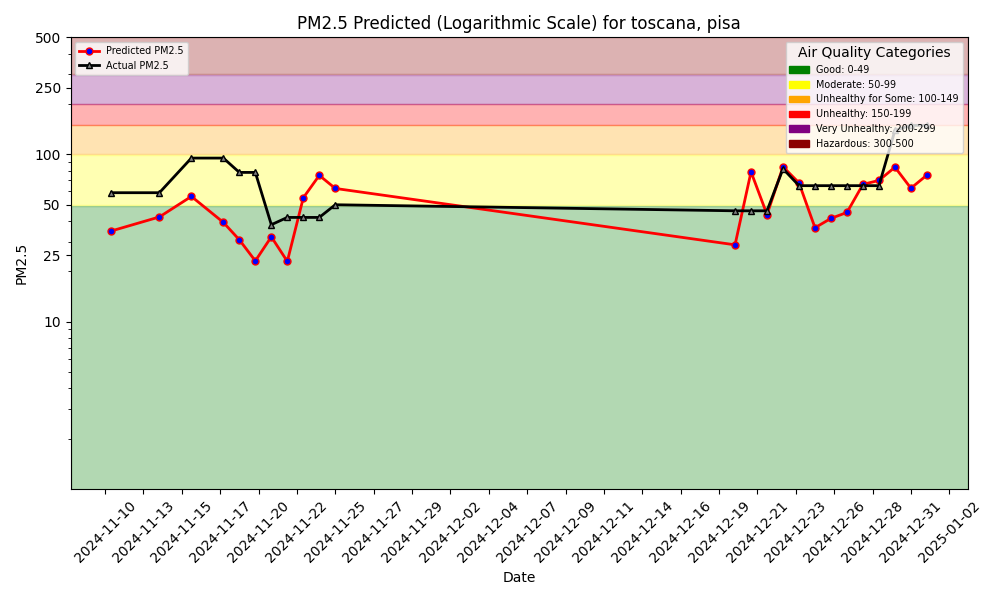 PM2.5 Predicted (Logarithmic Scale) for toscana, pisa
500
250
100
50
25
10
PM2.5
Predicted PM2.5
Actual PM2.5
Air Quality Categories
Good: 0-49
Moderate: 50-99
Unhealthy for Some: 100-149
Unhealthy: 150-199
Very Unhealthy: 200-299
Hazardous: 300-500
2024-11-10
2024-11-13
2024-11-15
2024-11-17
2024-11-20
2024-11-22
2024-11-25
2024-11-27
2024-11-29
2024-12-02
2024-12-04
2024-12-07
2024-12-09
2024-12-11
2024-12-14
2024-12-16
2024-12-19
2024-12-21
2024-12-23
2024-12-26
2024-12-28
2024-12-31
2025-01-02
Date